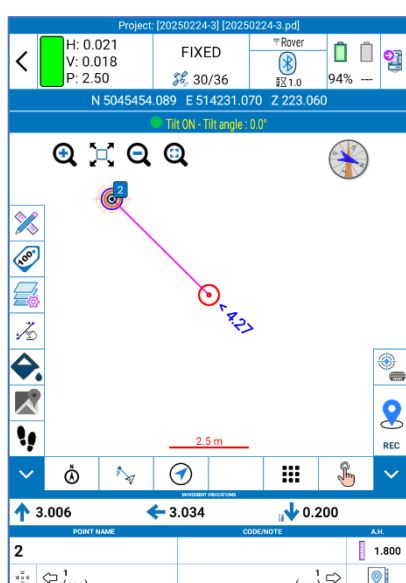 Project: [20250224-3] [20250224-3.pd]
H: 0.021
V: 0.018
P: 2.50
FIXED
30/36
Rover
1.0
94%
---
N 5045454.089 E 514231.070 Z 223.060
Tilt ON - Tilt angle : 0.0°
2
100+
< 4.27
2.5 m
REC
MOVEMENT INDICATIONS
3.006
3.034
0.200
POINT NAME
CODE/NOTE
A.H.
2
1.800
1
1